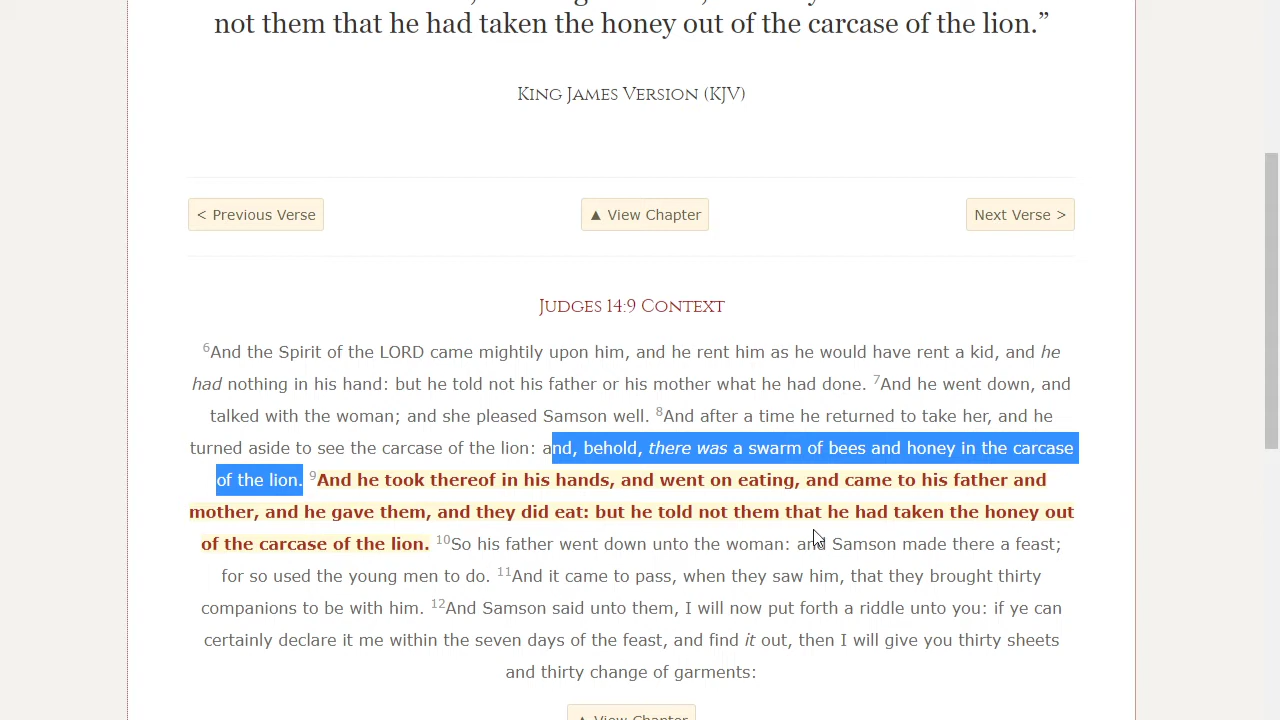 not them that he had taken the honey out of the carcase of the lion.”
King James Version (KJV)
< Previous Verse
▲ View Chapter
Next Verse >
Judges 14:9 Context
6And the Spirit of the LORD came mightily upon him, and he rent him as he would have rent a kid, and he
had nothing in his hand: but he told not his father or his mother what he had done. 7And he went down, and
talked with the woman; and she pleased Samson well. 8And after a time he returned to take her, and he
turned aside to see the carcase of the lion: and, behold, there was a swarm of bees and honey in the carcase
of the lion. 9And he took thereof in his hands, and went on eating, and came to his father and
mother, and he gave them, and they did eat: but he told not them that he had taken the honey out
of the carcase of the lion. 10So his father went down unto the woman: and Samson made there a feast;
for so used the young men to do. 11And it came to pass, when they saw him, that they brought thirty
companions to be with him. 12And Samson said unto them, I will now put forth a riddle unto you: if ye can
certainly declare it me within the seven days of the feast, and find it out, then I will give you thirty sheets
and thirty change of garments:
▲ View Chapter